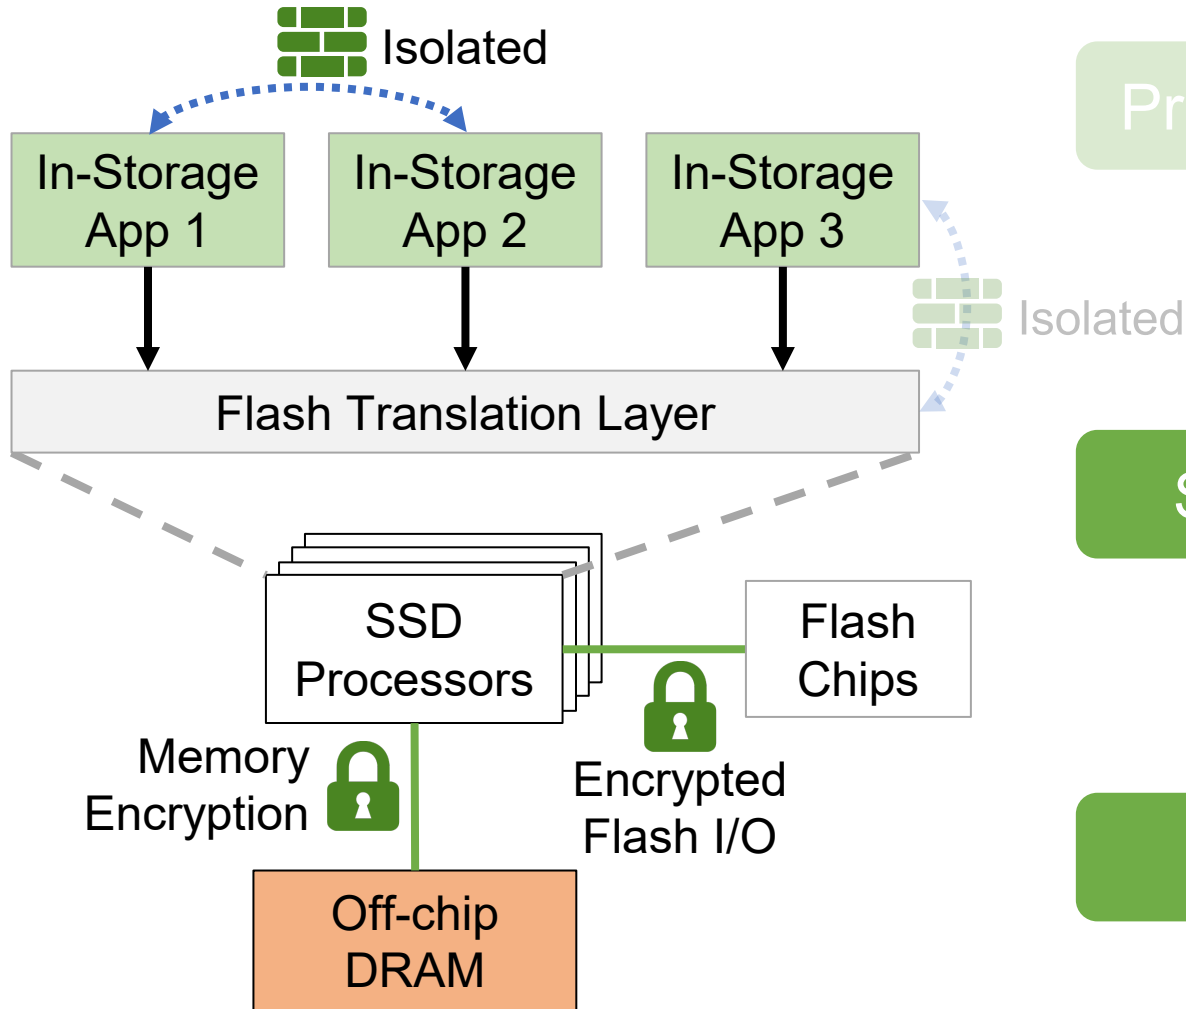 Isolated
Pr
In-Storage
App 1
In-Storage
App 2
In-Storage
App 3
Isolated
Flash Translation Layer
S
SSD
Processors
Flash
Chips
Memory
Encryption
Encrypted
Flash I/O
Off-chip
DRAM